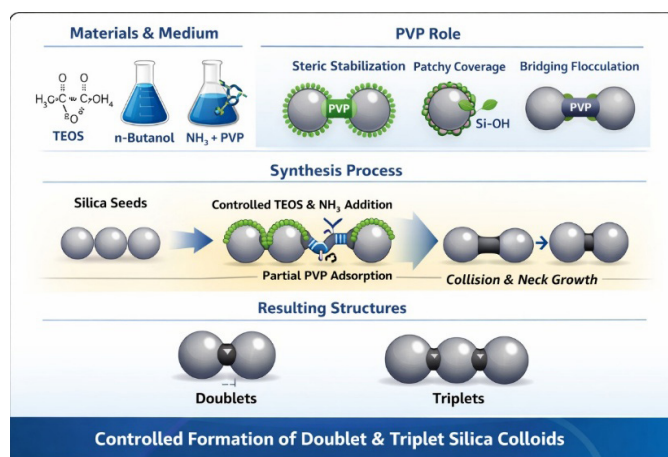 Materials & Medium
PVP Role
Steric Stabilization
Patchy Coverage
Bridging Flocculation
O O
H₃C C C OH₄
O
TEOS
n-Butanol
NH₃ + PVP
PVP
Si-OH
PVP
Synthesis Process
Silica Seeds
Controlled TEOS & NH₃ Addition
Partial PVP Adsorption
Collision & Neck Growth
Resulting Structures
Doublets
Triplets
Controlled Formation of Doublet & Triplet Silica Colloids